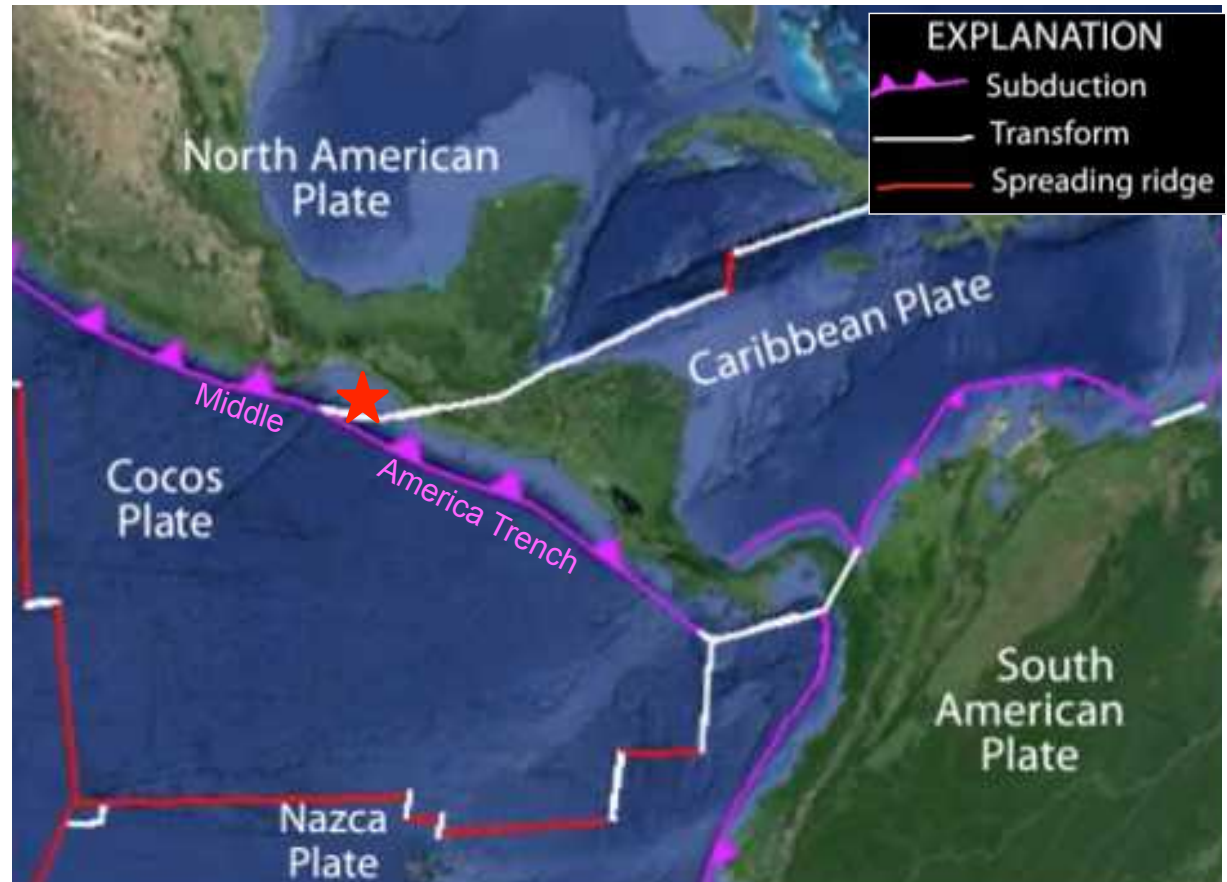 EXPLANATION
Subduction
Transform
Spreading ridge
North American
Plate
Caribbean Plate
Middle
America Trench
Cocos
Plate
South
American
Plate
Nazca
Plate